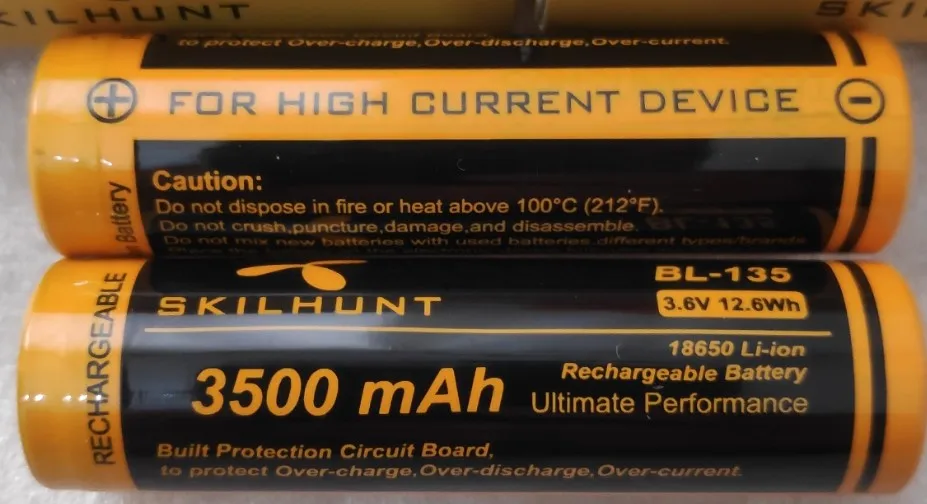 SKILHUNT
SKI
to protect Over-charge,Over-discharge,Over-current.
+ FOR HIGH CURRENT DEVICE -
Battery
Caution:
Do not dispose in fire or heat above 100°C (212°F).
Do not crush,puncture,damage,and disassemble.
Do not mix new batteries with used batteries,different types/brands
RECHARGEABLE
SKILHUNT
BL-135
3.6V 12.6Wh
18650 Li-ion
Rechargeable Battery
3500 mAh
Ultimate Performance
Built Protection Circuit Board,
to protect Over-charge,Over-discharge,Over-current.